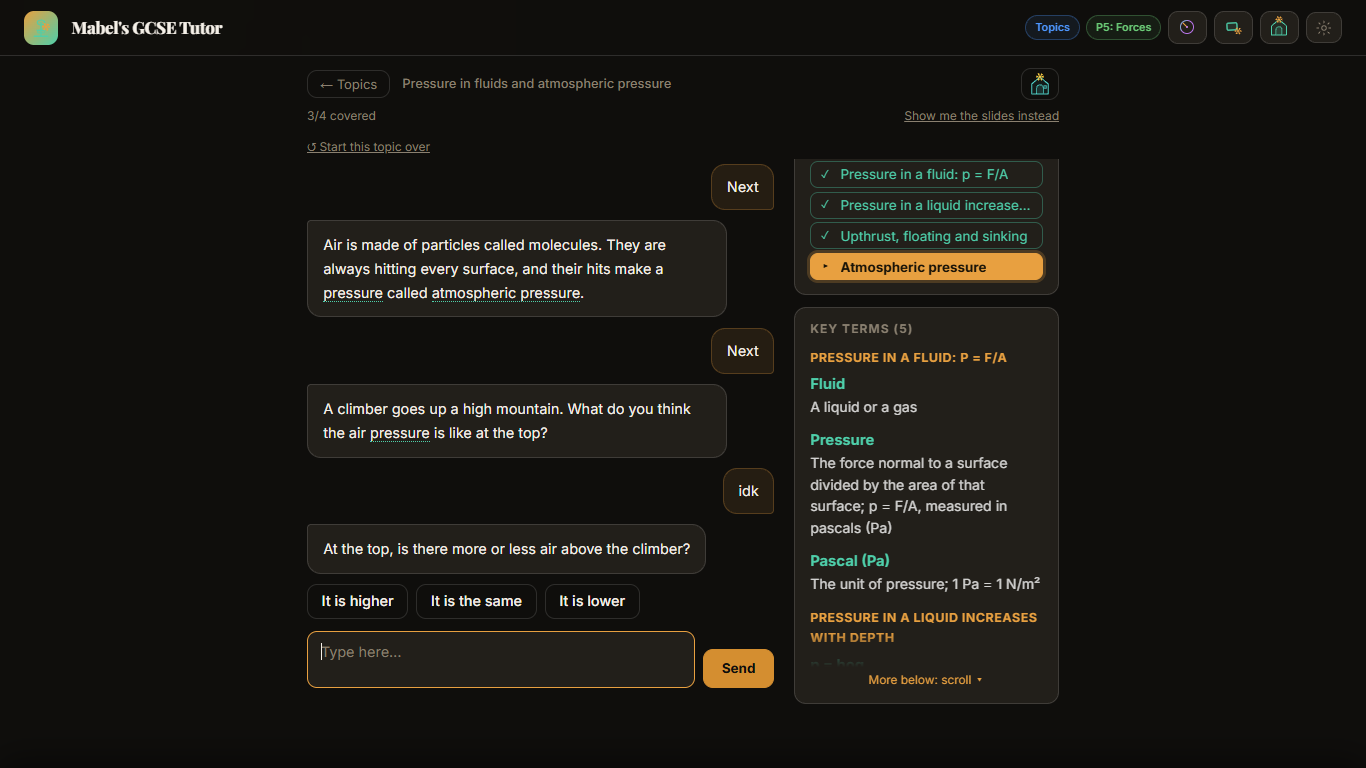 Mabel's GCSE Tutor
Topics
P5: Forces
← Topics
Pressure in fluids and atmospheric pressure
3/4 covered
Show me the slides instead
↺ Start this topic over
Next
Air is made of particles called molecules. They are
always hitting every surface, and their hits make a
pressure called atmospheric pressure.
Next
A climber goes up a high mountain. What do you think
the air pressure is like at the top?
idk
At the top, is there more or less air above the climber?
It is higher
It is the same
It is lower
Type here...
Send
✓ Pressure in a fluid: p = F/A
✓ Pressure in a liquid increase...
✓ Upthrust, floating and sinking
‣ Atmospheric pressure
KEY TERMS (5)
PRESSURE IN A FLUID: P = F/A
Fluid
A liquid or a gas
Pressure
The force normal to a surface
divided by the area of that
surface; p = F/A, measured in
pascals (Pa)
Pascal (Pa)
The unit of pressure; 1 Pa = 1 N/m²
PRESSURE IN A LIQUID INCREASES
WITH DEPTH
More below: scroll ▾